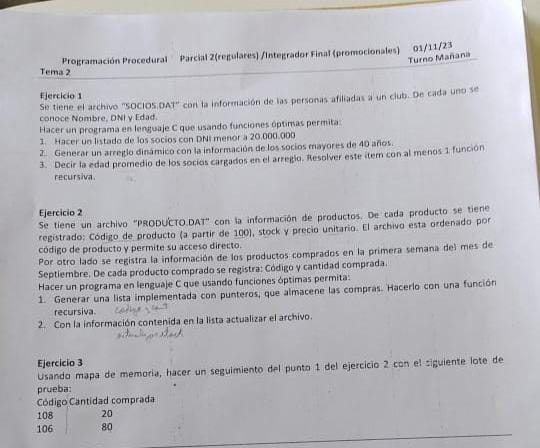 Programación Procedural Parcial 2(regulares) /Integrador Final (promocionales) 01/11/23
Tema 2 Turno Mañana
Ejercicio 1
Se tiene el archivo "SOCIOS.DAT" con la información de las personas afiliadas a un club. De cada uno se
conoce Nombre, DNI y Edad.
Hacer un programa en lenguaje C que usando funciones óptimas permita:
1. Hacer un listado de los socios con DNI menor a 20.000.000
2. Generar un arreglo dinámico con la información de los socios mayores de 40 años.
3. Decir la edad promedio de los socios cargados en el arreglo. Resolver este ítem con al menos 1 función
recursiva.
Ejercicio 2
Se tiene un archivo "PRODUCTO.DAT" con la información de productos. De cada producto se tiene
registrado: Código de producto (a partir de 100), stock y precio unitario. El archivo esta ordenado por
código de producto y permite su acceso directo.
Por otro lado se registra la información de los productos comprados en la primera semana del mes de
Septiembre. De cada producto comprado se registra: Código y cantidad comprada.
Hacer un programa en lenguaje C que usando funciones óptimas permita:
1. Generar una lista implementada con punteros, que almacene las compras. Hacerlo con una función
recursiva.
2. Con la información contenida en la lista actualizar el archivo.
Ejercicio 3
Usando mapa de memoria, hacer un seguimiento del punto 1 del ejercicio 2 con el siguiente lote de
prueba:
Código Cantidad comprada
108 20
106 80